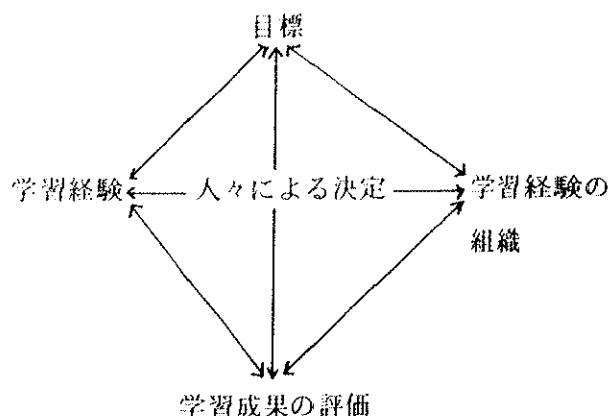 目標
学習経験
人々による決定
学習経験の
組織
学習成果の評価